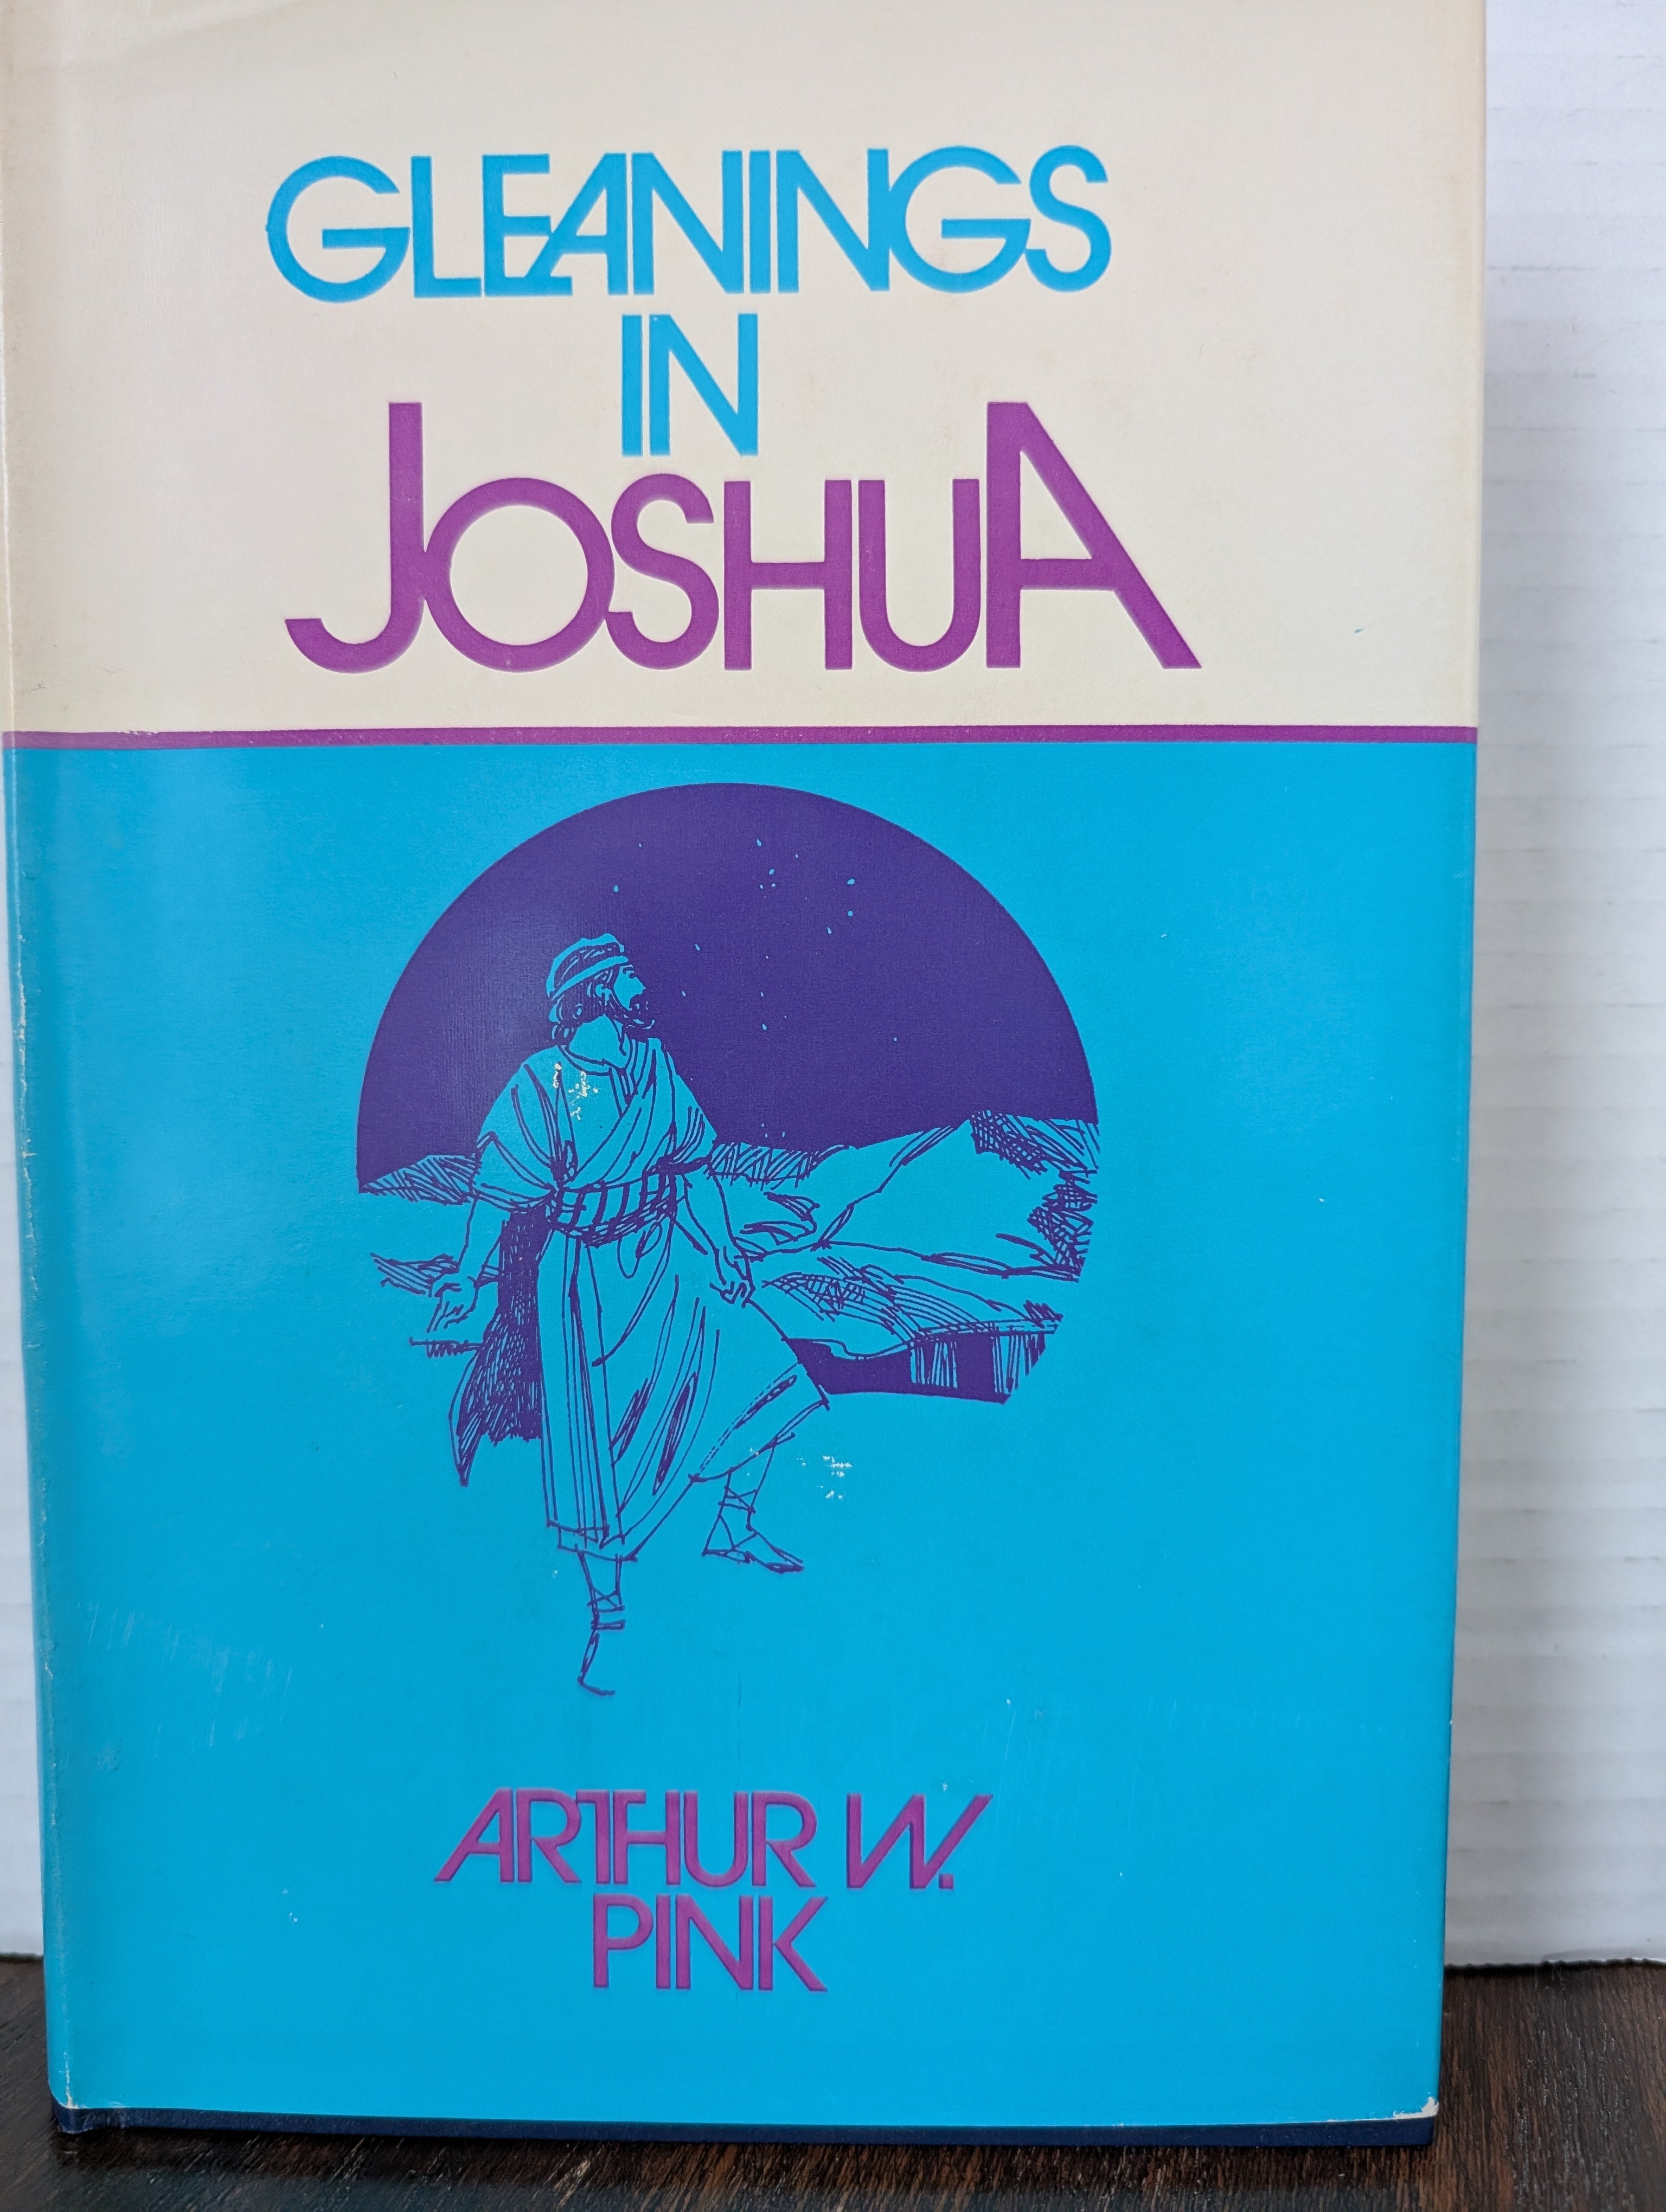 GLEANINGS
IN
JOSHUA
ARTHUR W.
PINK